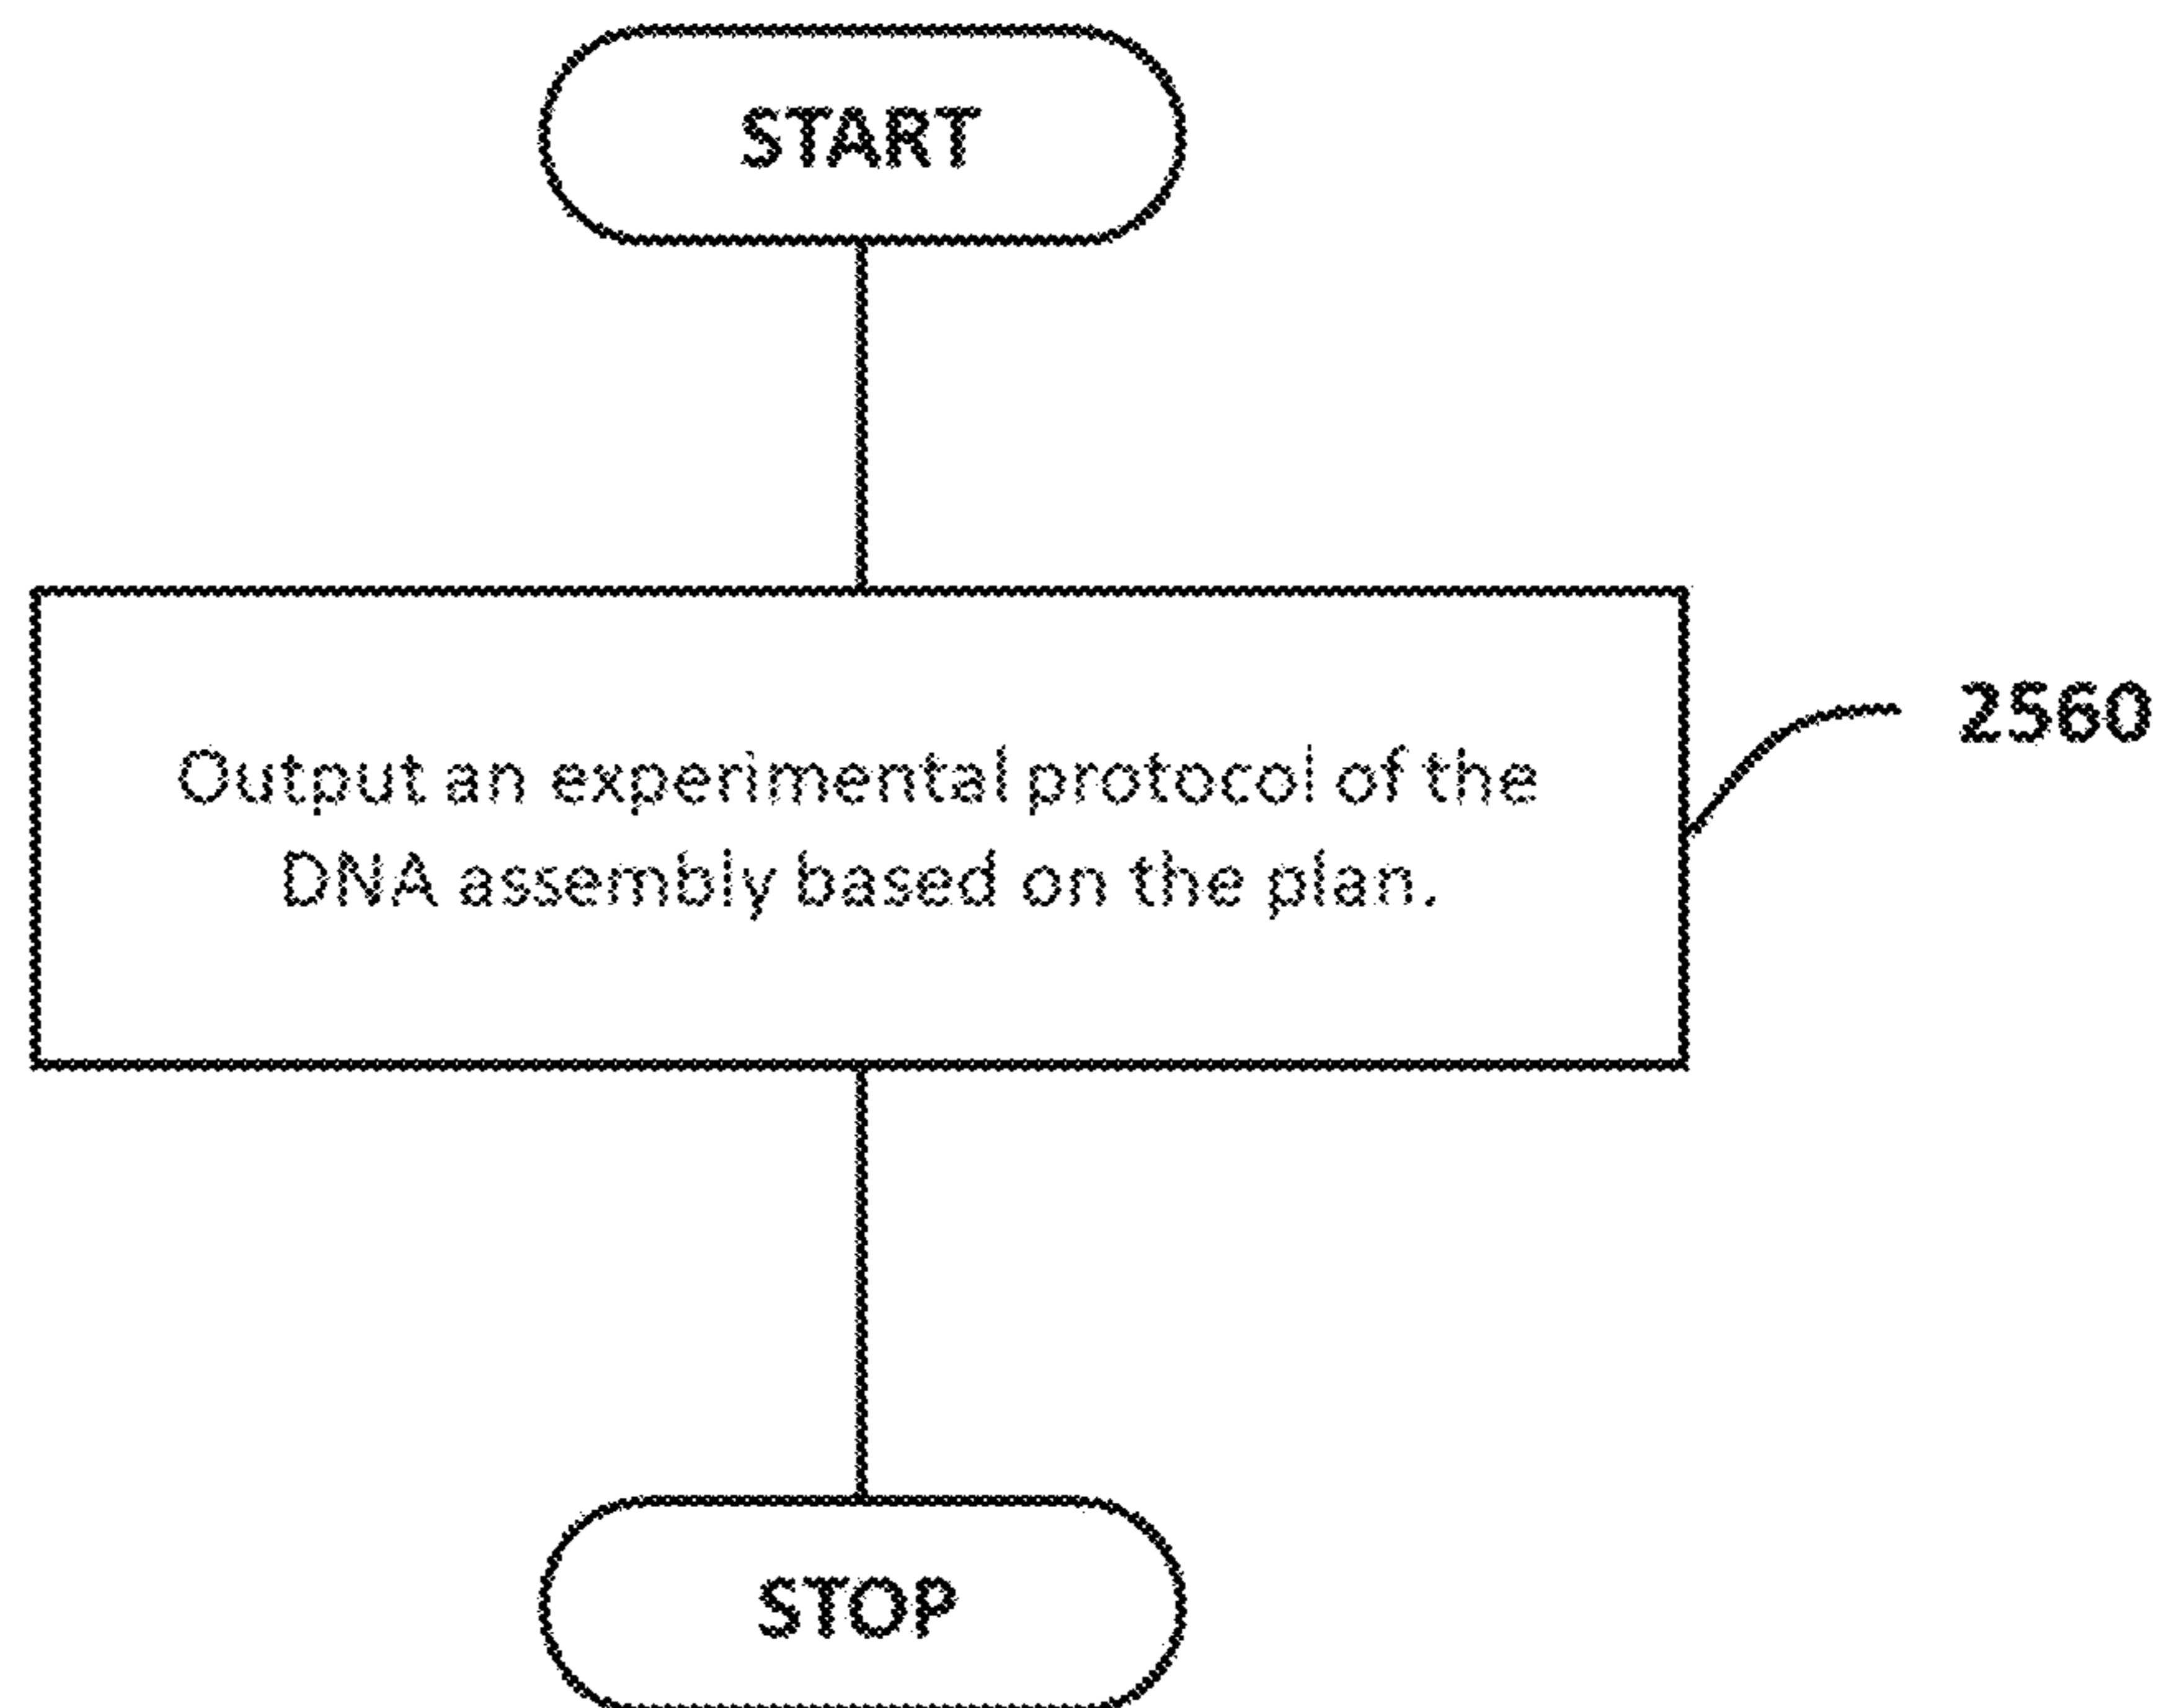 START
Output an experimental protocol of the
DNA assembly based on the plan.
2560
STOP